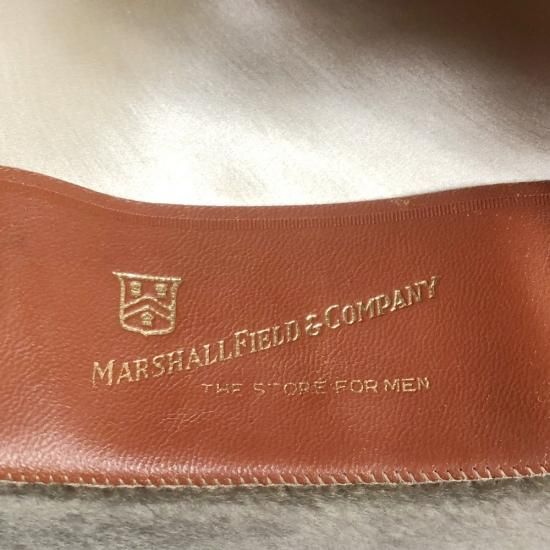 MARSHALL FIELD & COMPANY
THE STORE FOR MEN